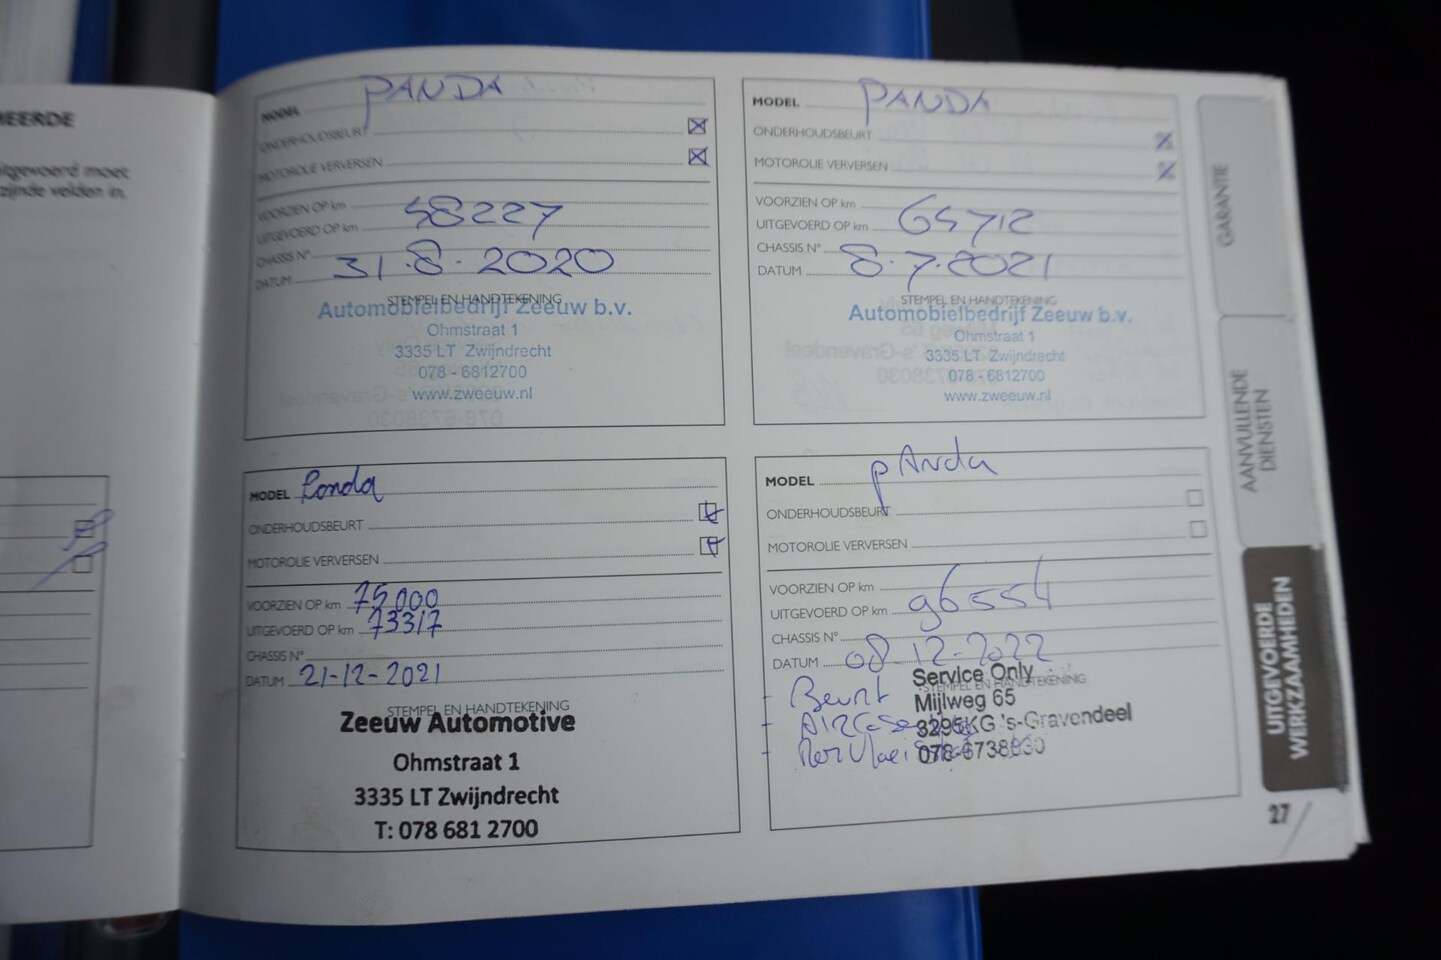 EERDE
itgevoerd moet
zijnde velden in.
MODEL PANDA
ONDERHOUDSBEURT
MOTOROLIE VERVERSEN
VOORZIEN OP km
UITGEVOERD OP km 58227
CHASSIS N°
DATUM 31.8.2020
STEMPEL EN HANDTEKENING
Automobielbedrijf Zeeuw b.v.
Ohmstraat 1
3335 LT Zwijndrecht
078 - 6812700
www.zweeuw.nl
MODEL PANDA
ONDERHOUDSBEURT
MOTOROLIE VERVERSEN
VOORZIEN OP km
UITGEVOERD OP km 65712
CHASSIS N°
DATUM 8.7.2021
STEMPEL EN HANDTEKENING
Automobielbedrijf Zeeuw b.v.
Ohmstraat 1
3335 LT Zwijndrecht
078 - 6812700
www.zweeuw.nl
MODEL Panda
ONDERHOUDSBEURT
MOTOROLIE VERVERSEN
VOORZIEN OP km 75000
UITGEVOERD OP km 73317
CHASSIS N°
DATUM 21-12-2021
STEMPEL EN HANDTEKENING
Zeeuw Automotive
Ohmstraat 1
3335 LT Zwijndrecht
T: 078 681 2700
MODEL pAnda
ONDERHOUDSBEURT
MOTOROLIE VERVERSEN
VOORZIEN OP km
UITGEVOERD OP km 96554
CHASSIS N°
DATUM 08 12-2022
STEMPEL EN HANDTEKENING
Service Only
- Beurt
Mijlweg 65
3295KG 's-Gravendeel
078-6738030
GARANTIE
AANVULLENDE
DIENSTEN
UITGEVOERDE
WERKZAAMHEDEN
27